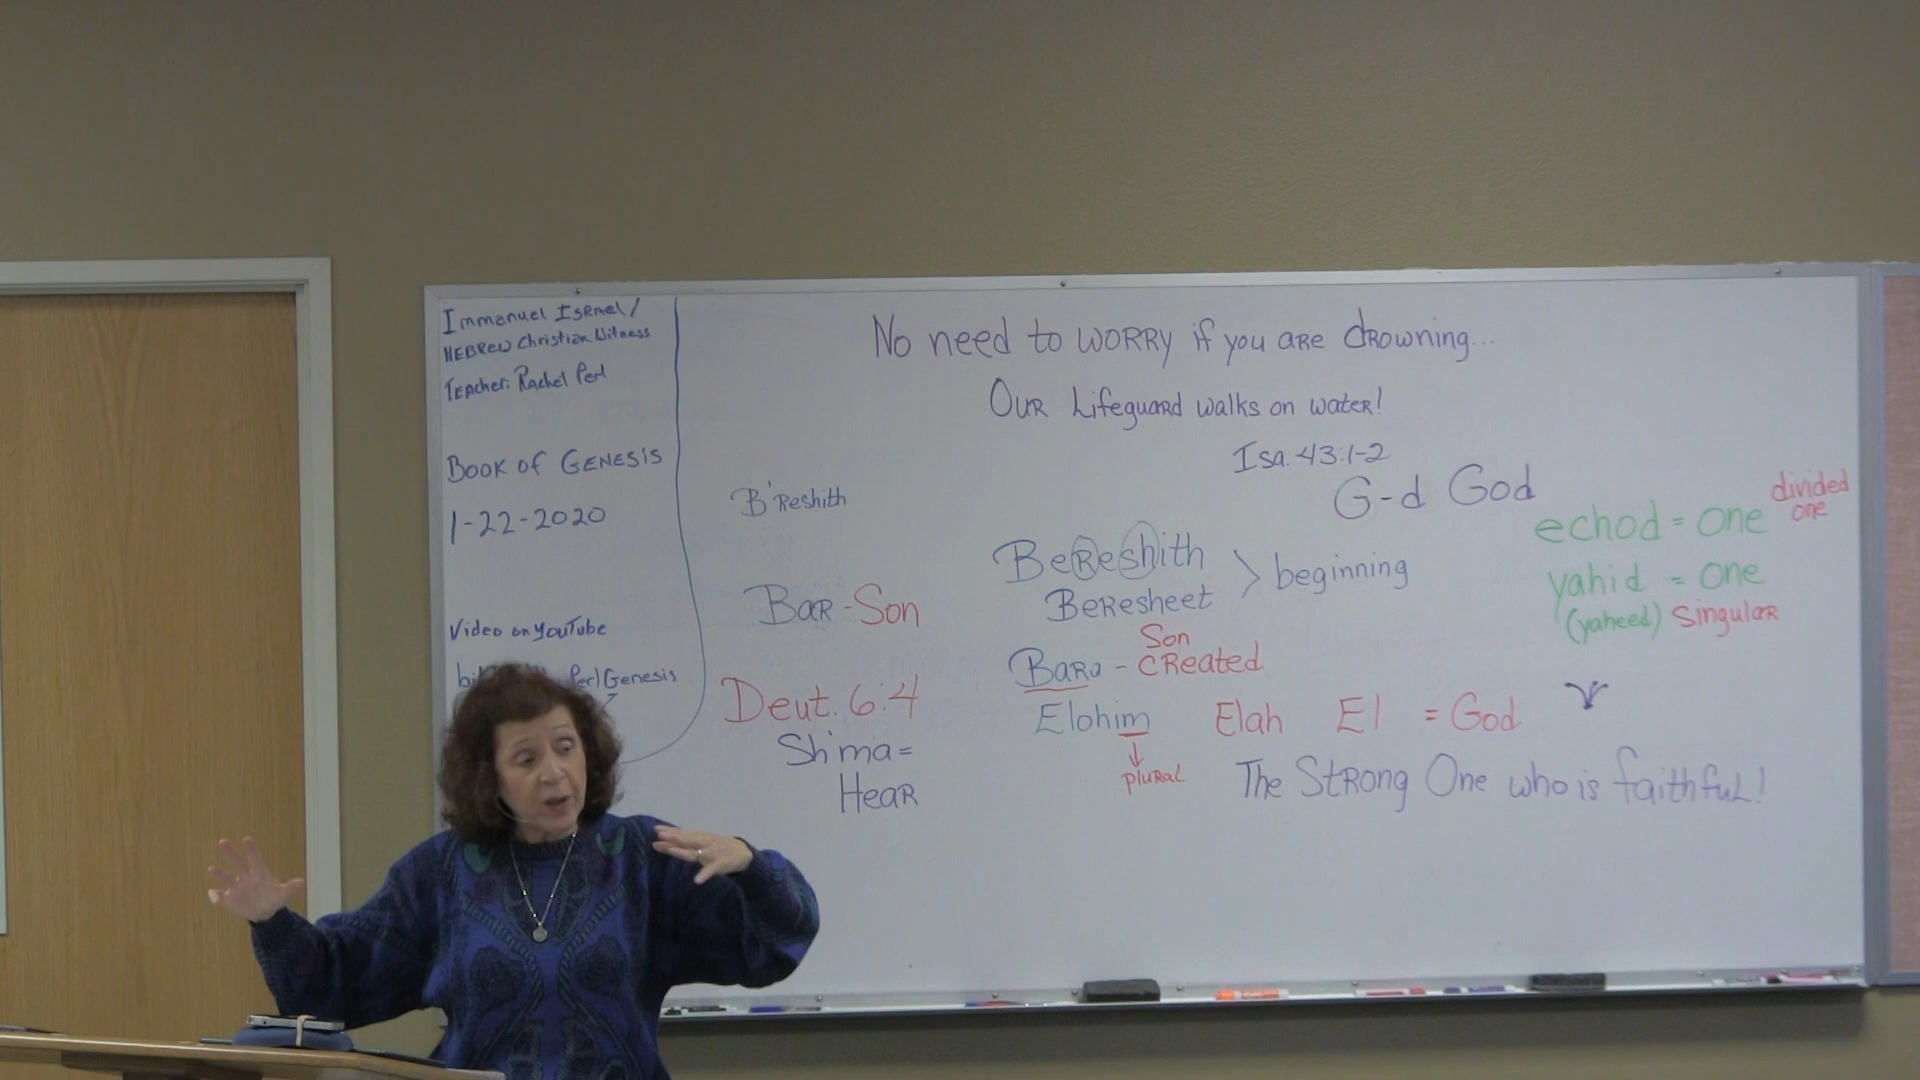 Immanuel Israel/
HEBREW Christian Witness
Teacher: Rachel Perl
BOOK OF GENESIS
1-22-2020
Video on YouTube
Perl Genesis
No need to WORRY if you ARE drowning...
OUR Lifeguard walks on water!
Isa. 43:1-2
G-d God
B'Reshith
BeReshith
BeResheet
> beginning
Bar - Son
Son
Bara - CReated
Deut. 6:4
Sh'ma =
HeaR
Elohim Elah El = God
pluRal
The StRong One who is faithful!
echod = one divided one
yahid = one
(yaheed) SingulaR